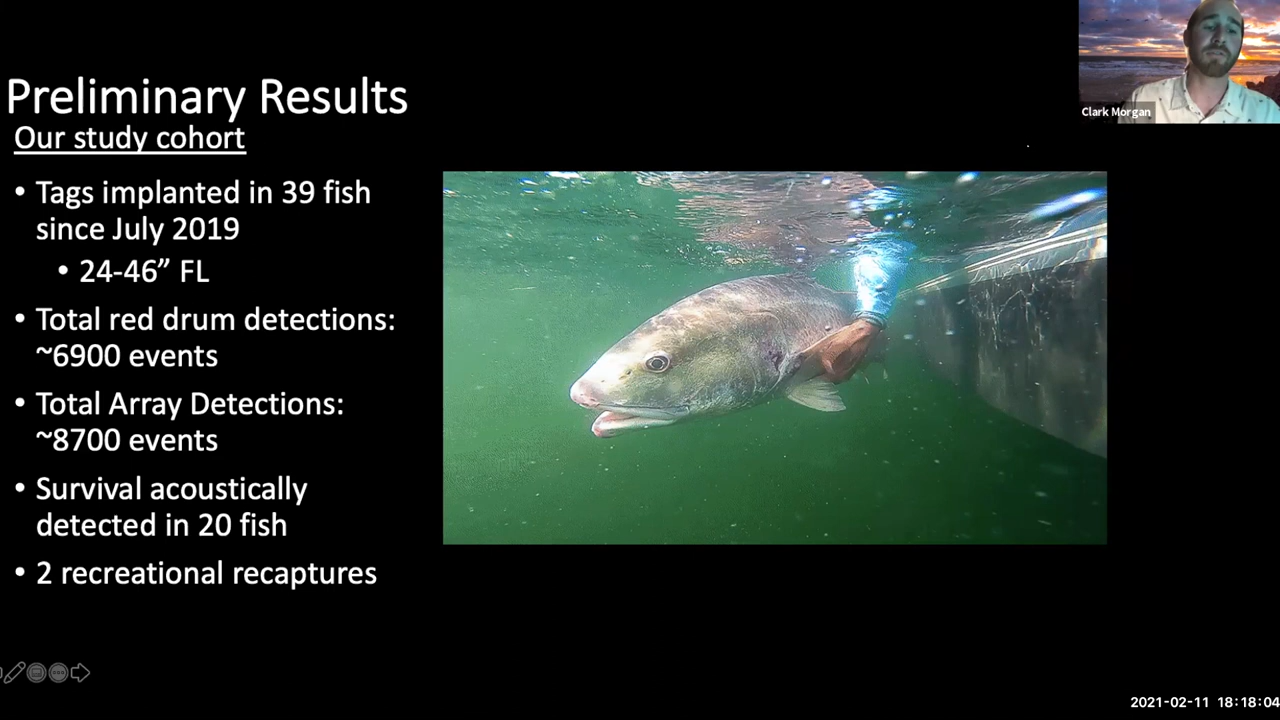 Preliminary Results
Our study cohort
• Tags implanted in 39 fish
since July 2019
• 24-46” FL
• Total red drum detections:
~6900 events
• Total Array Detections:
~8700 events
• Survival acoustically
detected in 20 fish
• 2 recreational recaptures
Clark Morgan
2021-02-11 18:18:04